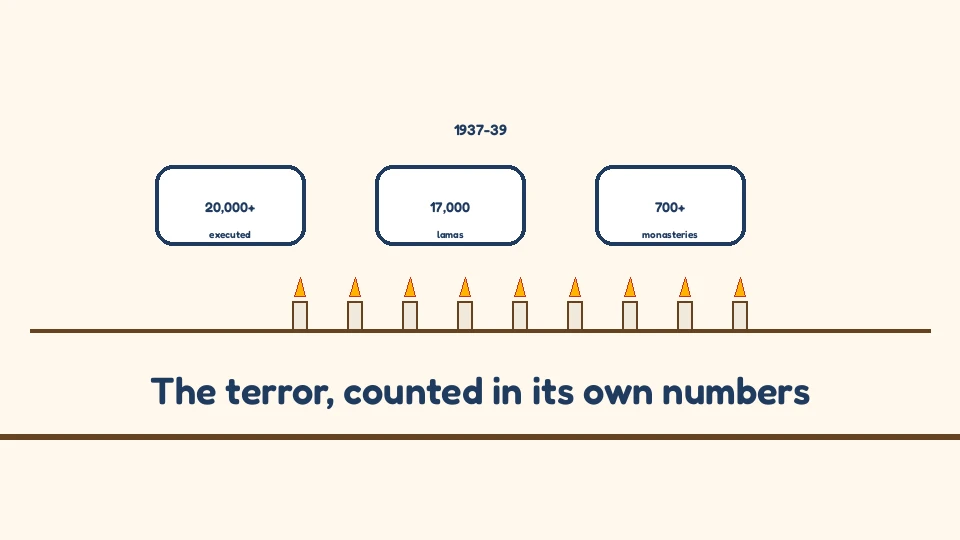 1937-39
20,000+
executed
17,000
lamas
700+
monasteries
The terror, counted in its own numbers